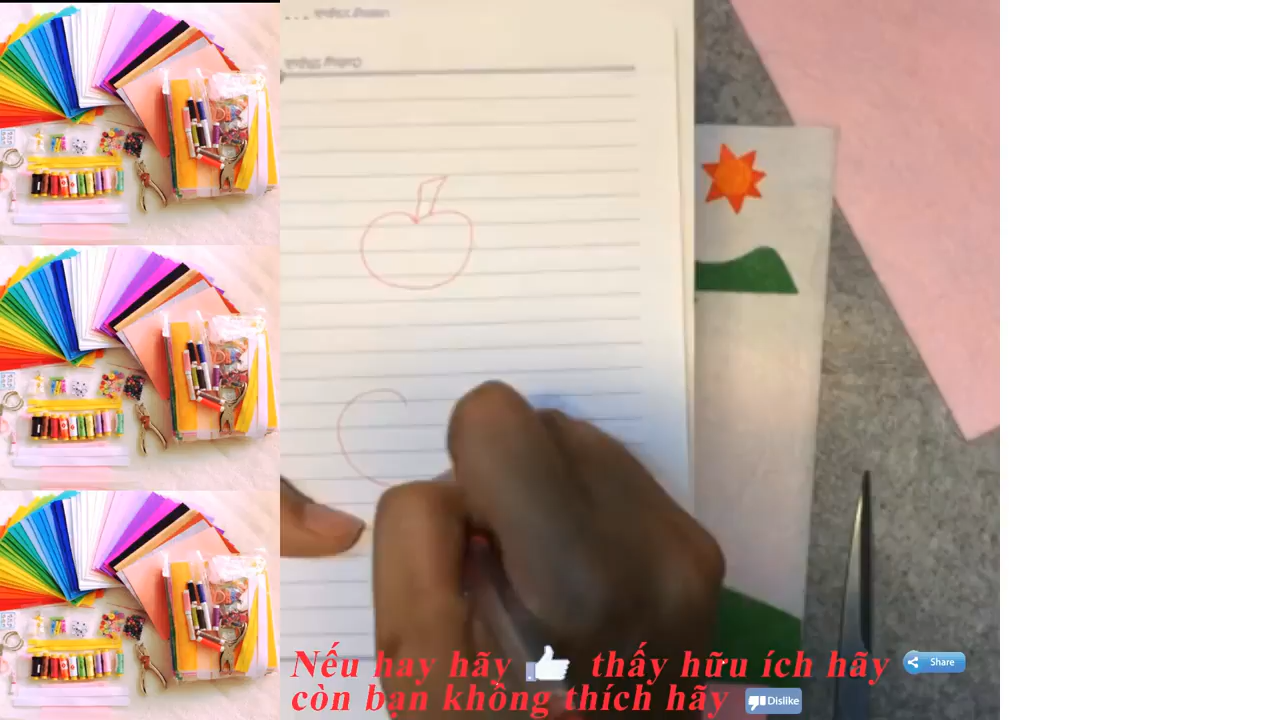 Nếu hay hãy thấy hữu ích hãy Share
còn bạn không thích hãy Dislike